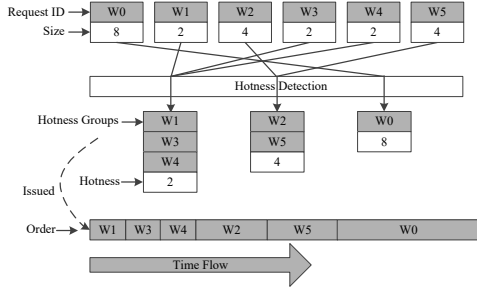 Request ID W0 W1 W2 W3 W4 W5
Size 8 2 4 2 2 4
Hotness Detection
Hotness Groups W1 W2 W0
W3 W5 8
W4 4
Hotness 2
Issued
Order W1 W3 W4 W2 W5 W0
Time Flow